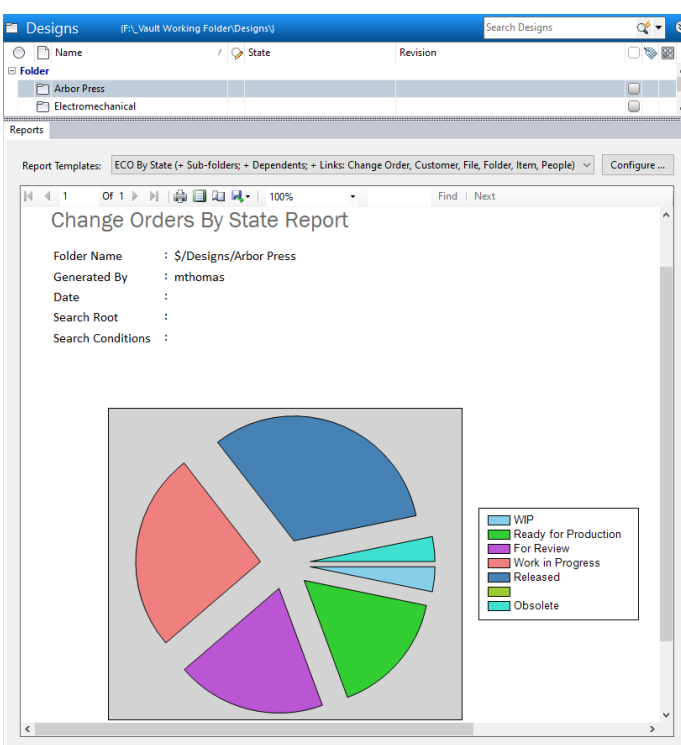 Designs (F:\_Vault Working Folder\Designs\) Search Designs
Name / State Revision
Folder
Arbor Press
Electromechanical
Reports
Report Templates: ECO By State (+ Sub-folders; + Dependents; + Links: Change Order, Customer, File, Folder, Item, People) Configure ...
1 Of 1 100% Find | Next
Change Orders By State Report
Folder Name : $/Designs/Arbor Press
Generated By : mthomas
Date :
Search Root :
Search Conditions :
WIP
Ready for Production
For Review
Work in Progress
Released
Obsolete